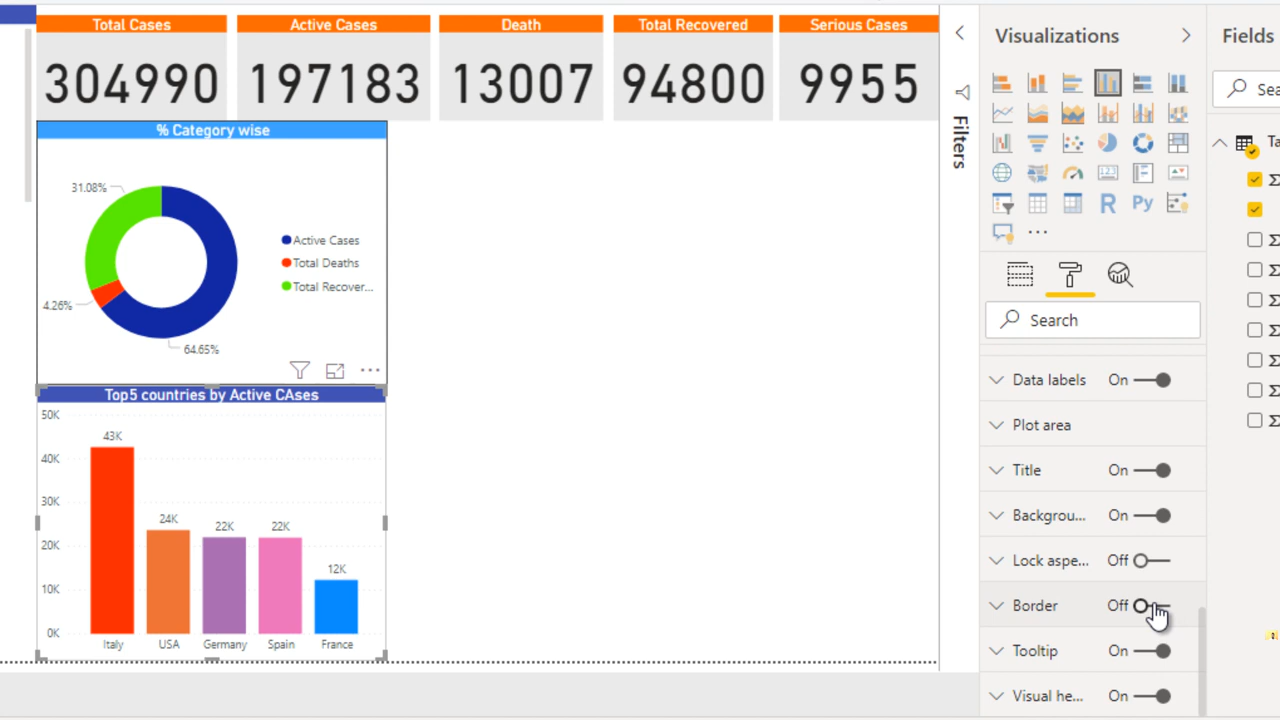 Total Cases
304990
Active Cases
197183
Death
13007
Total Recovered
94800
Serious Cases
9955
% Category wise
31.08%
4.26%
64.65%
Active Cases
Total Deaths
Total Recover...
Top5 countries by Active CAses
50K
40K
30K
20K
10K
0K
43K
24K
22K
22K
12K
Italy
USA
Germany
Spain
France
Filters
Visualizations
R
Py
123
Search
Data labels On
Plot area
Title On
Backgrou... On
Lock aspe... Off
Border Off
Tooltip On
Visual he... On
Fields
Sea
Ta
Σ
Σ
Σ
Σ
Σ
Σ
Σ
Σ